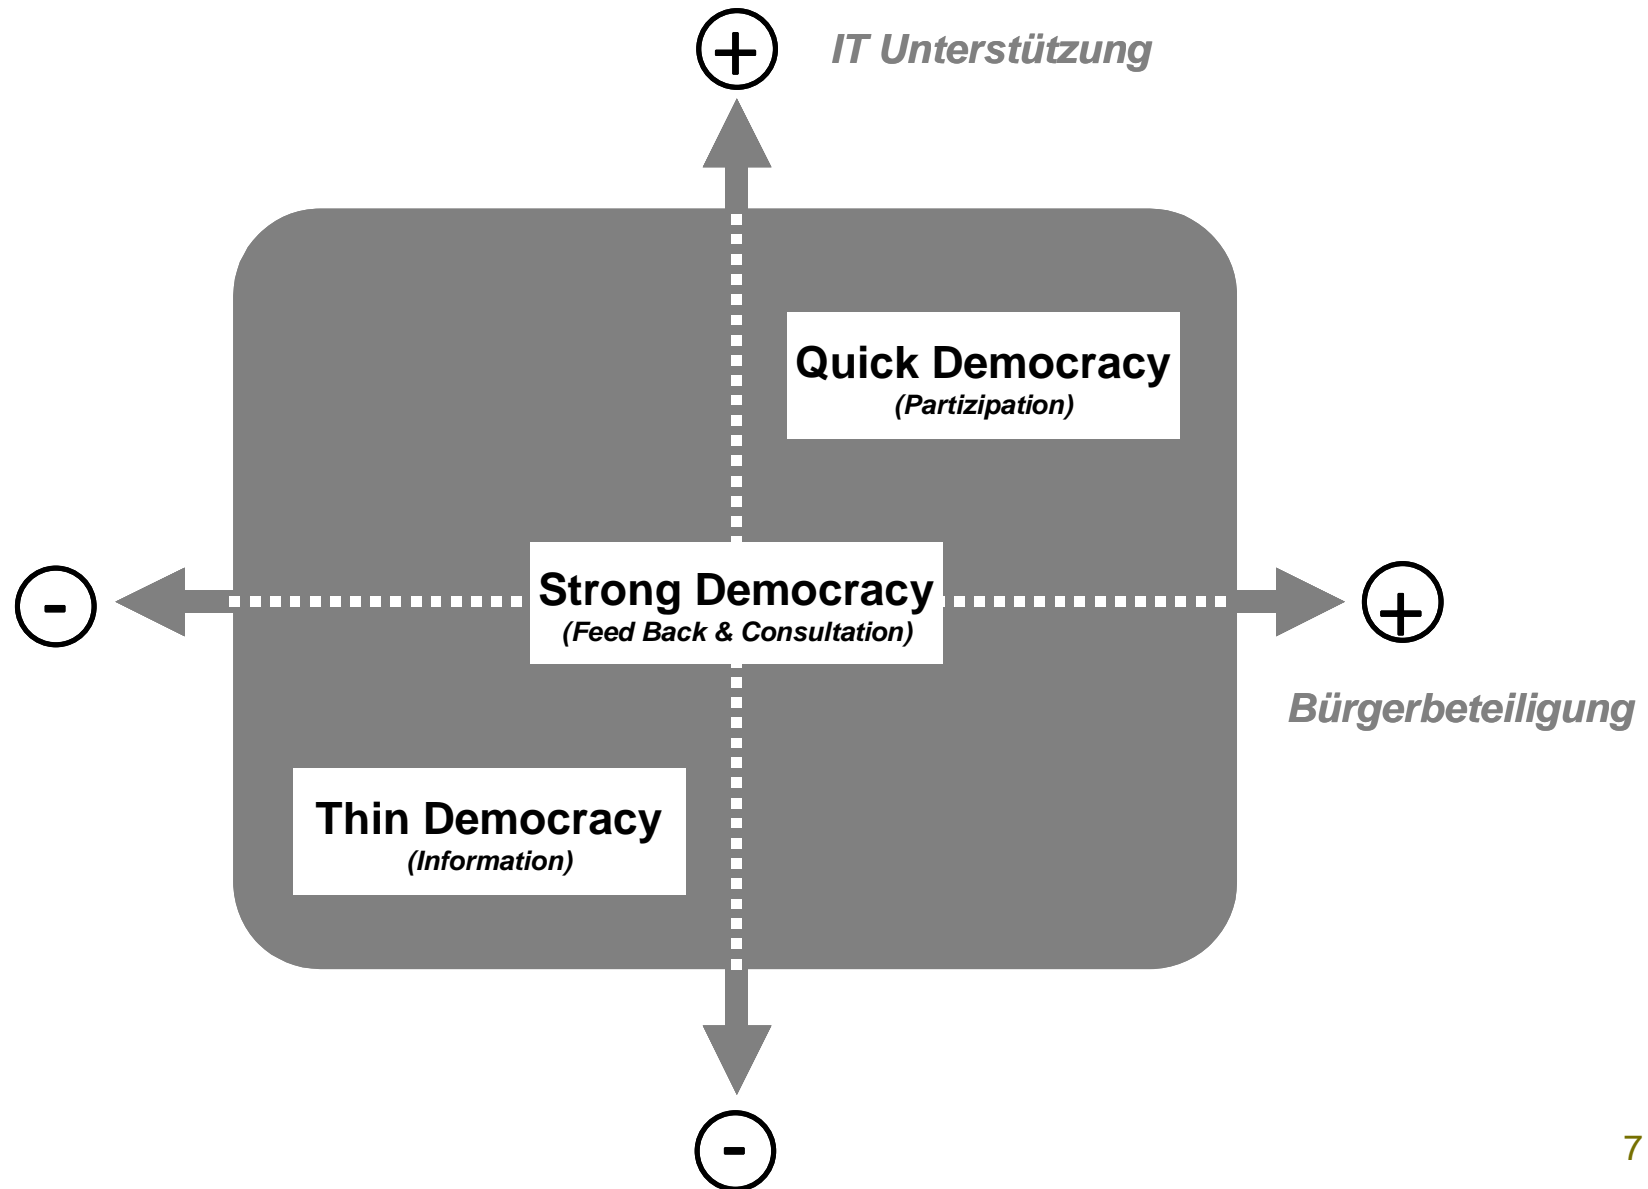 +
IT Unterstützung
Quick Democracy
(Partizipation)
-
Strong Democracy
(Feed Back & Consultation)
+
Bürgerbeteiligung
Thin Democracy
(Information)
-
7